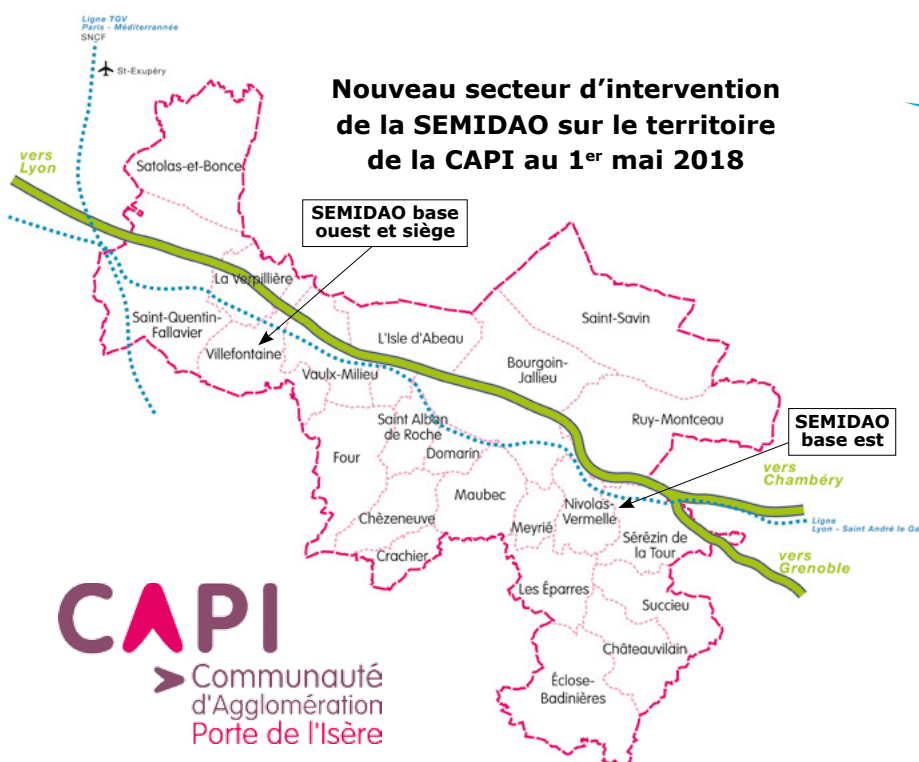 Ligne TGV
Paris - Méditerrannée
SNCF
St-Exupéry
Nouveau secteur d'intervention
de la SEMIDAO sur le territoire
de la CAPI au 1er mai 2018
vers
Lyon
Satolas-et-Bonce
SEMIDAO base
ouest et siège
La Verpillière
Saint-Quentin-
Fallavier
Villefontaine
L'Isle d'Abeau
Saint-Savin
Vaulx-Milieu
Bourgoin-
Jallieu
Saint Alban
de Roche
Ruy-Montceau
SEMIDAO
base est
Four
Domarin
vers
Chambéry
Maubec
Nivolas-
Vermelle
Chèzeneuve
Meyrié
Ligne
Lyon - Saint André le Ga
Sérézin de
la Tour
Crachier
vers
Grenoble
Les Éparres
Succieu
Châteauvilain
Éclose-
Badinières
CAPI
Communauté
d'Agglomération
Porte de l'Isère